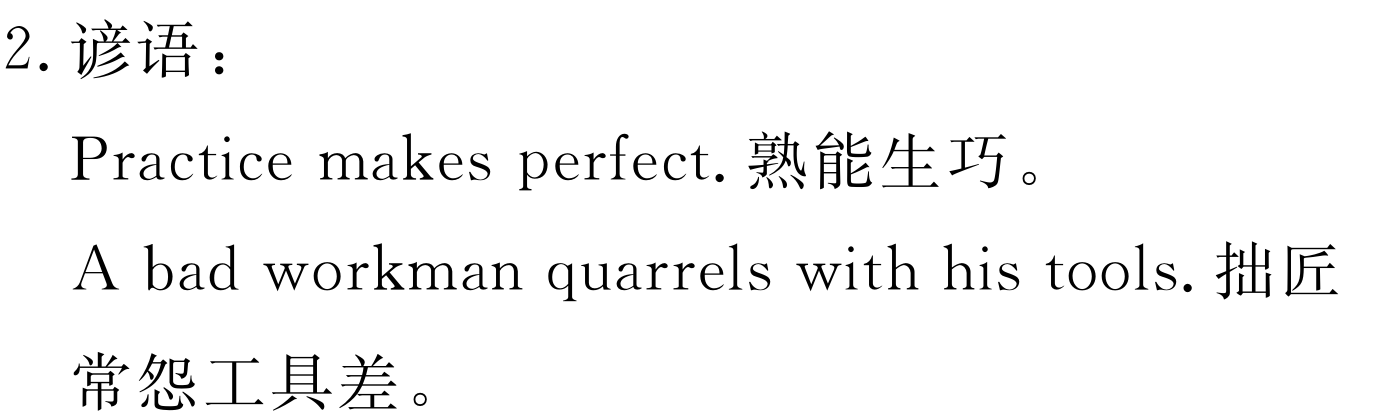 2. 谚语：
Practice makes perfect. 熟能生巧。
A bad workman quarrels with his tools. 拙匠
常怨工具差。